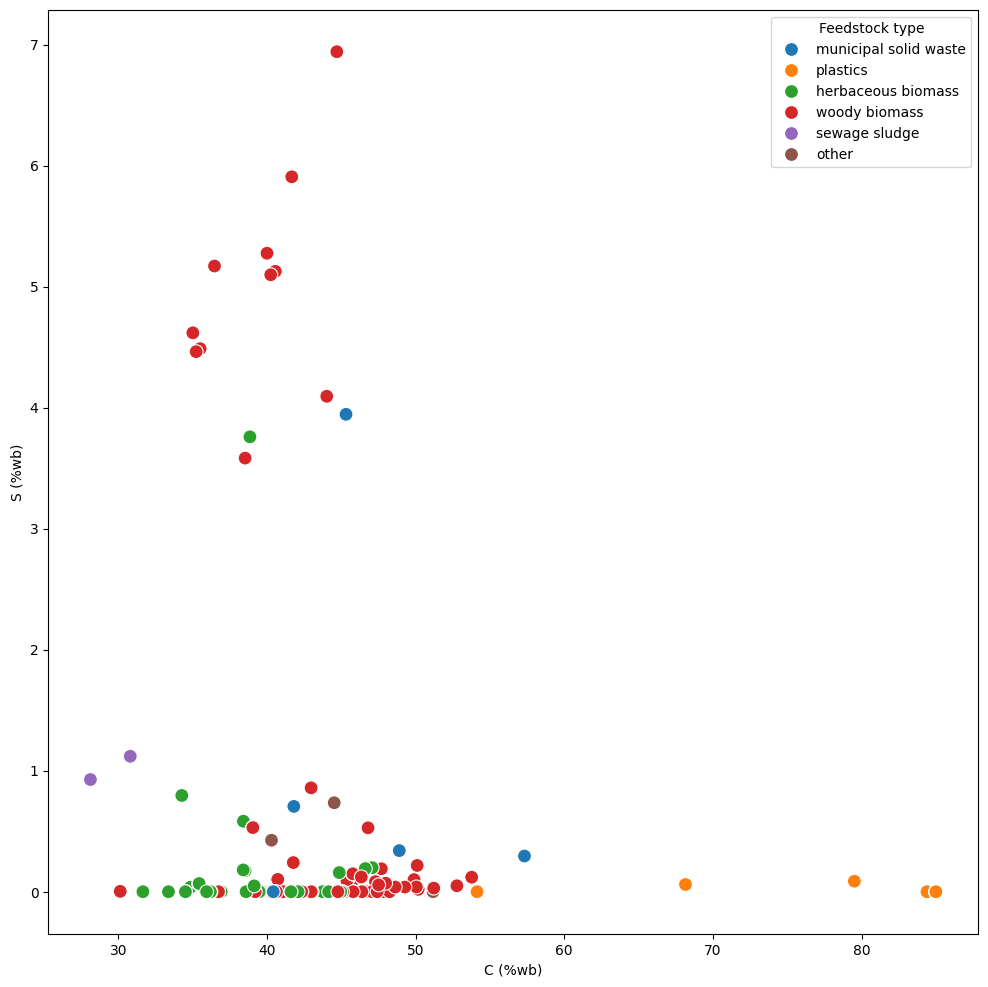 Feedstock type
municipal solid waste
plastics
herbaceous biomass
woody biomass
sewage sludge
other
7
6
5
4
3
2
1
0
S (%wb)
30 40 50 60 70 80
C (%wb)